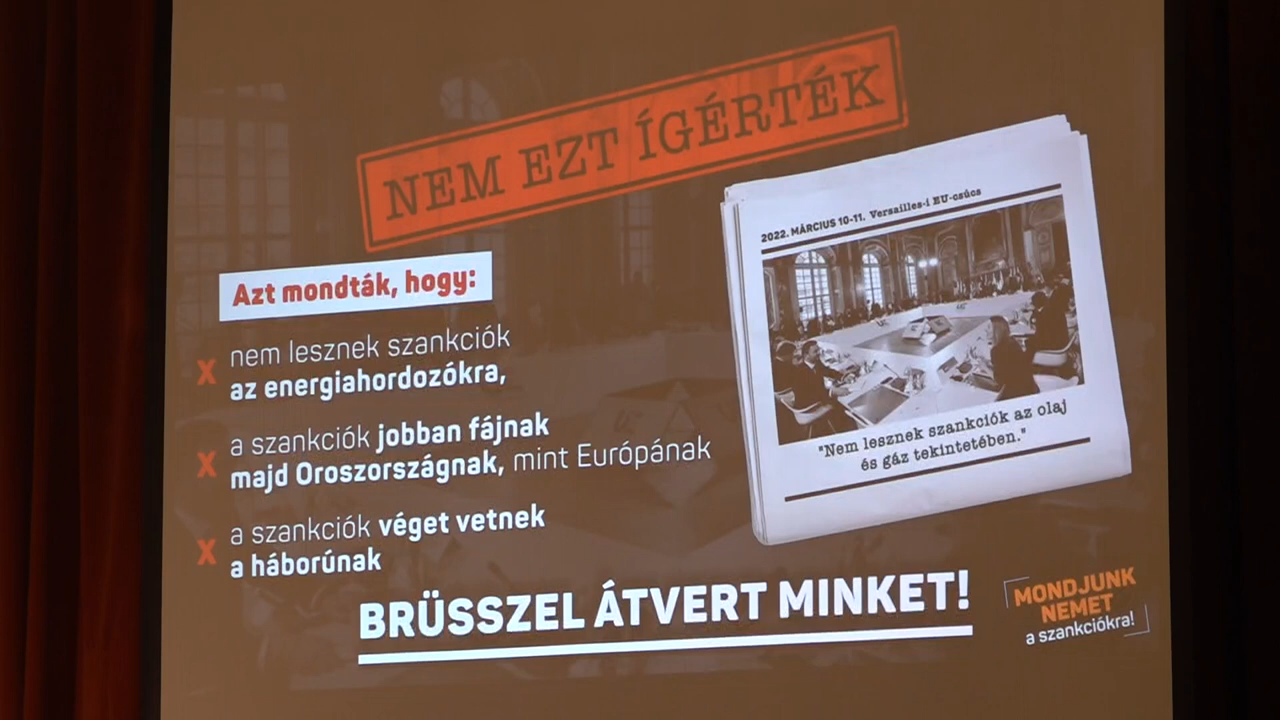 NEM EZT ÍGÉRTÉK
Azt mondták, hogy:
X nem lesznek szankciók
az energiahordozókra,
X a szankciók jobban fájnak
majd Oroszországnak, mint Európának
X a szankciók véget vetnek
a háborúnak
2022. MÁRCIUS 10-11. Versailles-i EU-csúcs
"Nem lesznek szankciók az olaj
és gáz tekintetében."
BRÜSSZEL ÁTVERT MINKET!
MONDJUNK
NEMET
a szankciókra!